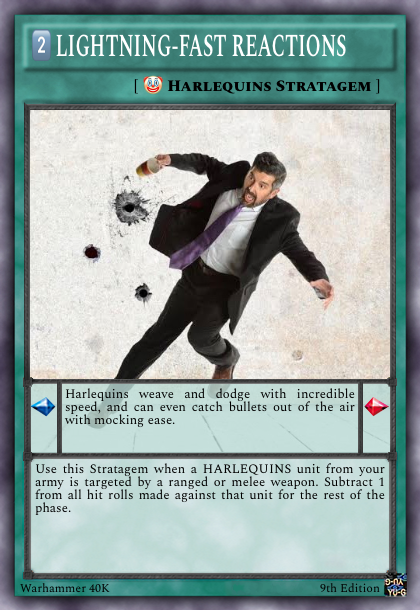 2 LIGHTNING-FAST REACTIONS
[ 🤡 HARLEQUINS STRATAGEM ]
Harlequins weave and dodge with incredible
speed, and can even catch bullets out of the air
with mocking ease.
Use this Stratagem when a HARLEQUINS unit from your
army is targeted by a ranged or melee weapon. Subtract 1
from all hit rolls made against that unit for the rest of the
phase.
Warhammer 40K 9th Edition